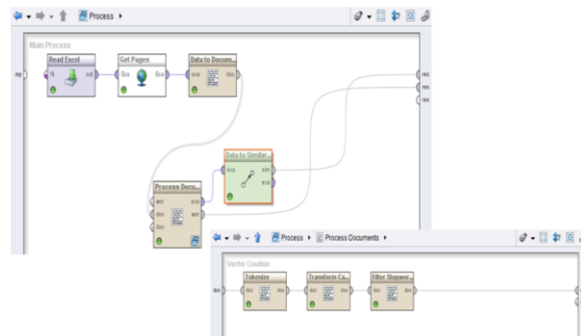 Process
Main Process
Read Excel
Get Pages
Data to Docum...
inp
fil
out
Exa
Exa
exa
doc
res
res
res
Data to Similar...
exa
sim
exa
Process Docu...
wor
exa
doc
wor
doc
Process
Process Documents
Vector Creation
Tokenize
Transform Ca...
Filter Stopwor...
doc
doc
doc
doc
doc
doc
doc